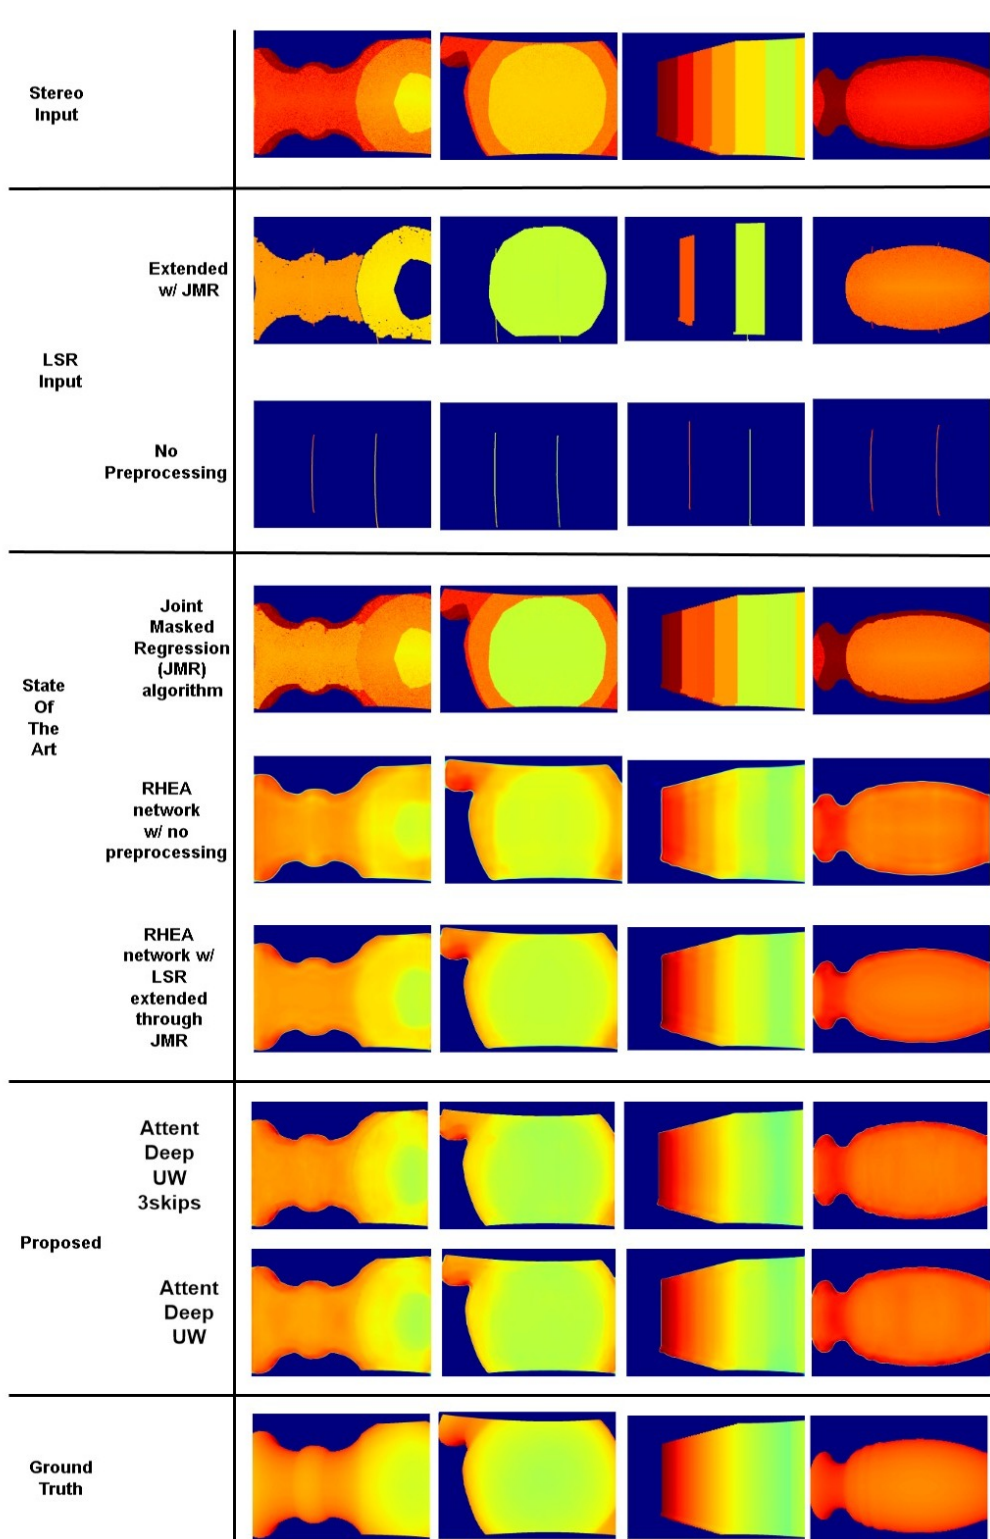 Stereo
Input
Extended
w/ JMR
LSR
Input
No
Preprocessing
Joint
Masked
Regression
(JMR)
algorithm
State
Of
The
Art
RHEA
network
w/ no
preprocessing
RHEA
network w/
LSR
extended
through
JMR
Attent
Deep
UW
3skips
Proposed
Attent
Deep
UW
Ground
Truth